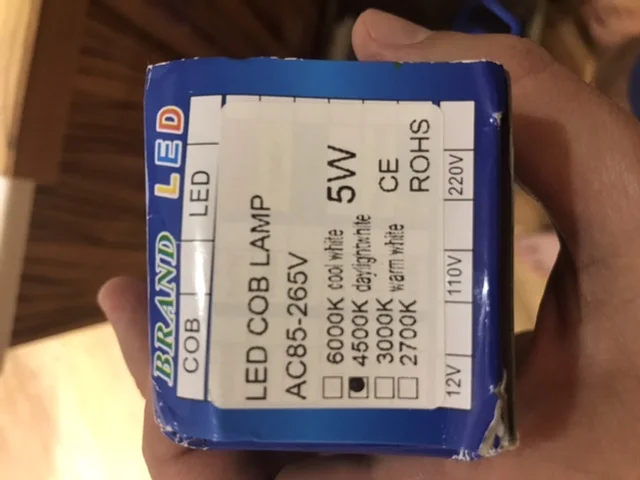 BRAND LED
COB LED
LED COB LAMP
AC85-265V
6000K cool white 5W
4500K daylightwhite
3000K warm white CE
2700K ROHS
12V 110V 220V